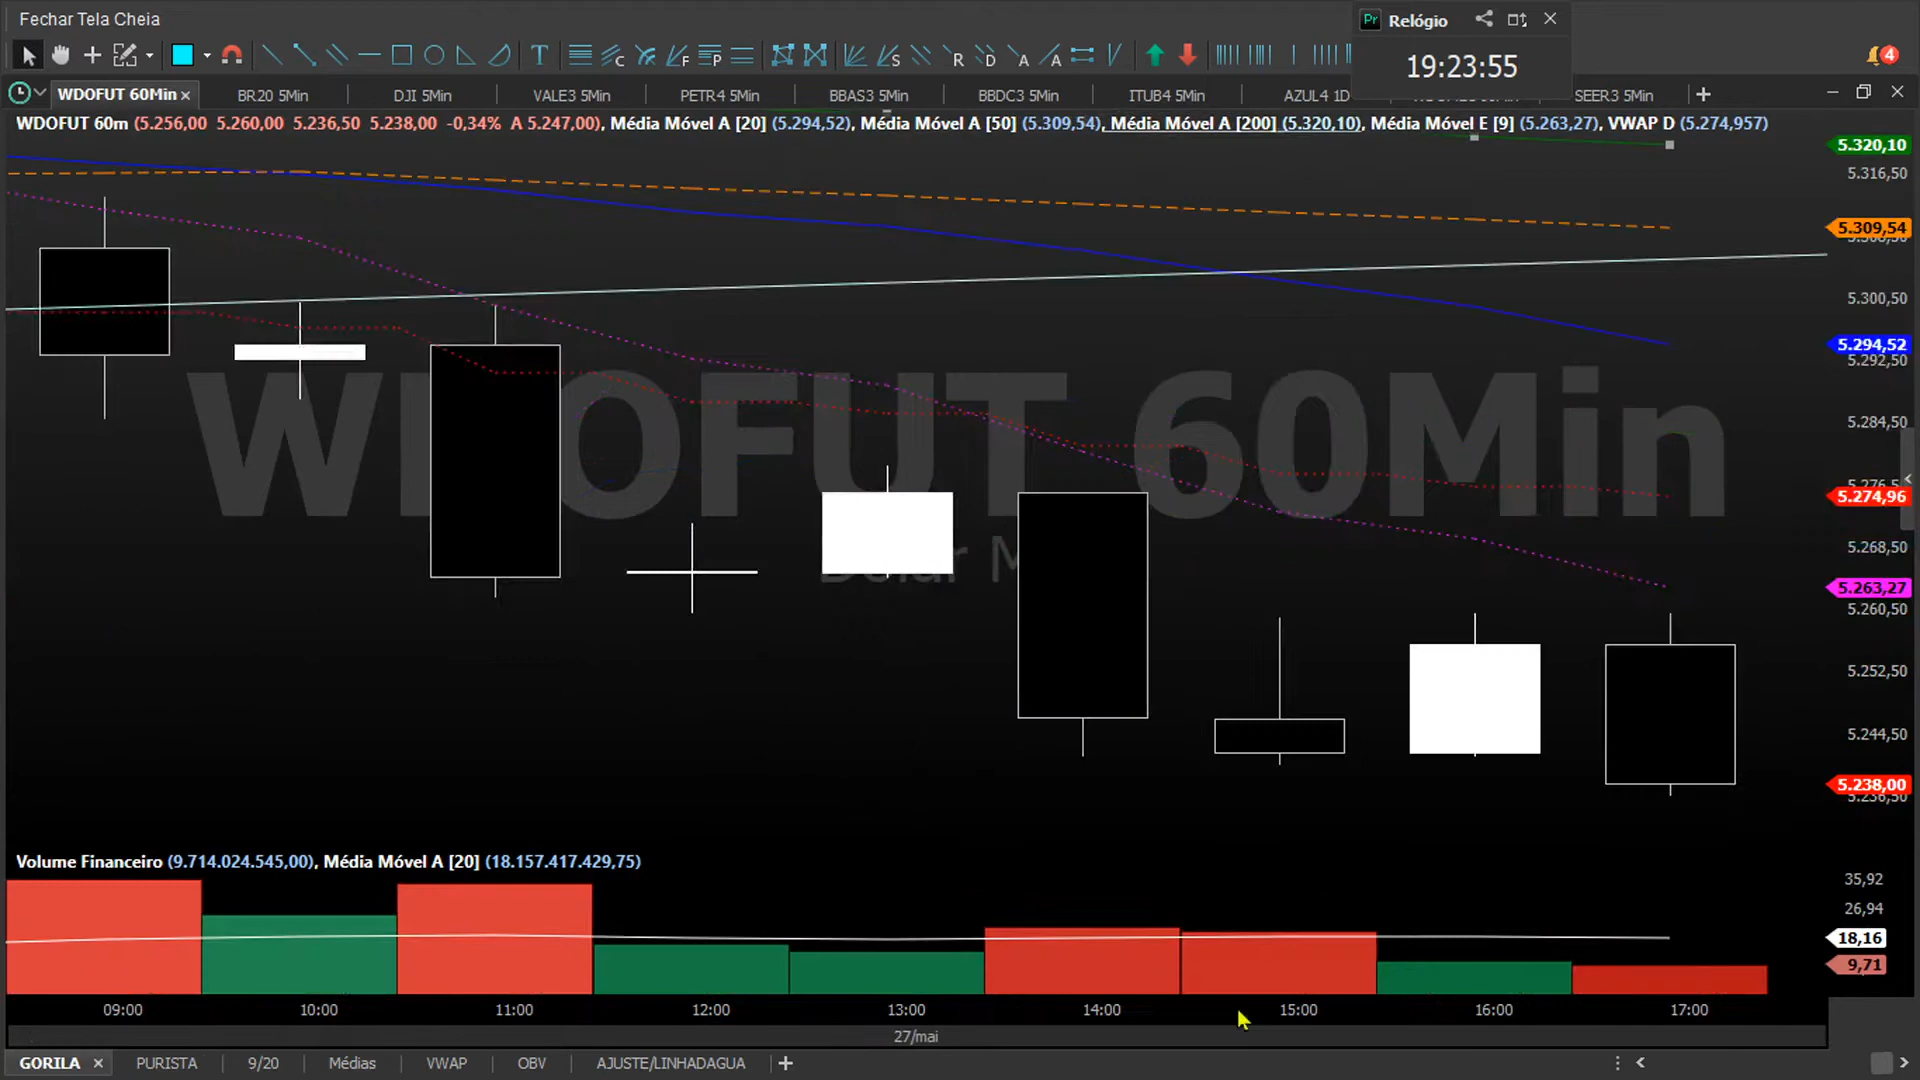 Fechar Tela Cheia
Pr Relógio
19:23:55
4
WDOFUT 60Min
BR20 5Min
DJI 5Min
VALE3 5Min
PETR4 5Min
BBAS3 5Min
BBDC3 5Min
ITUB4 5Min
AZUL4 1D
SEER3 5Min
WDOFUT 60m (5.256,00 5.260,00 5.236,50 5.238,00 -0,34% A 5.247,00), Média Móvel A [20] (5.294,52), Média Móvel A [50] (5.309,54), Média Móvel A [200] (5.320,10), Média Móvel E [9] (5.263,27), VWAP D (5.274,957)
5.320,10
5.316,50
5.309,54
5.300,50
5.294,52
5.292,50
5.284,50
5.276,50
5.274,96
5.268,50
5.263,27
5.260,50
5.252,50
5.244,50
5.238,00
5.236,50
WDOFUT 60Min
Volume Financeiro (9.714.024.545,00), Média Móvel A [20] (18.157.417.429,75)
35,92
26,94
18,16
9,71
09:00 10:00 11:00 12:00 13:00 14:00 15:00 16:00 17:00
27/mai
GORILA
PURISTA
9/20
Médias
VWAP
OBV
AJUSTE/LINHADAGUA